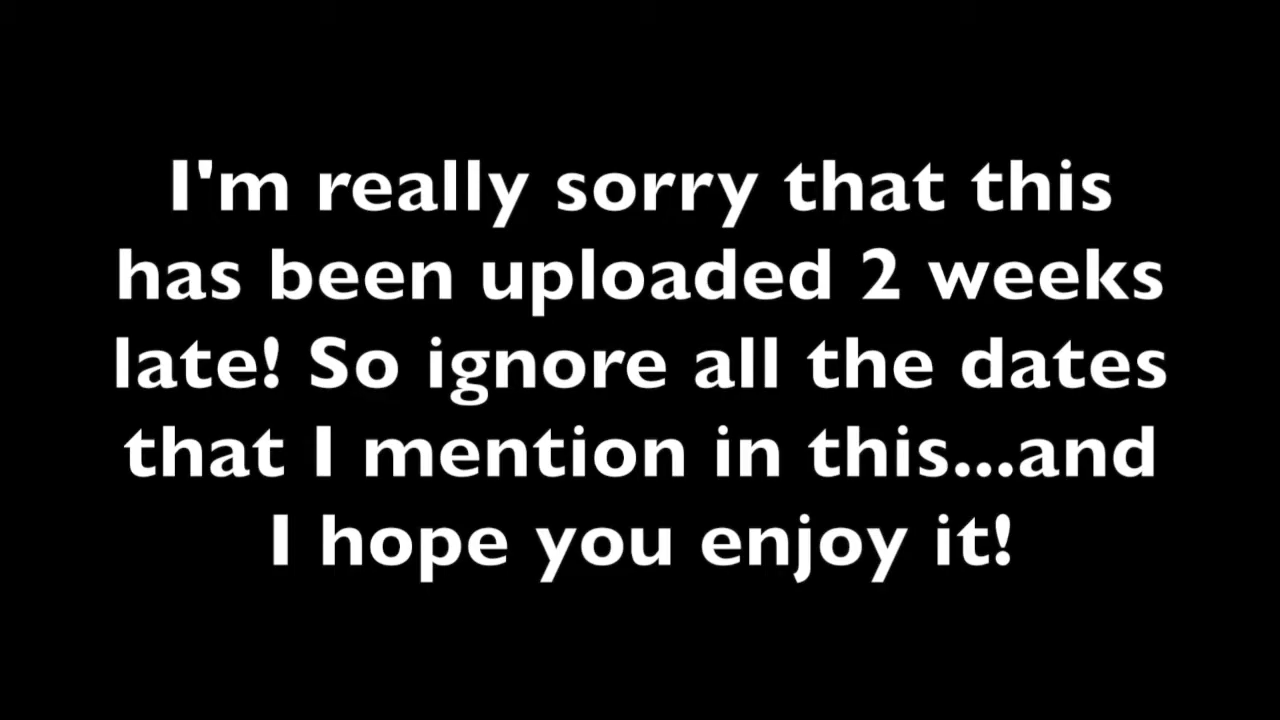 I'm really sorry that this
has been uploaded 2 weeks
late! So ignore all the dates
that I mention in this...and
I hope you enjoy it!